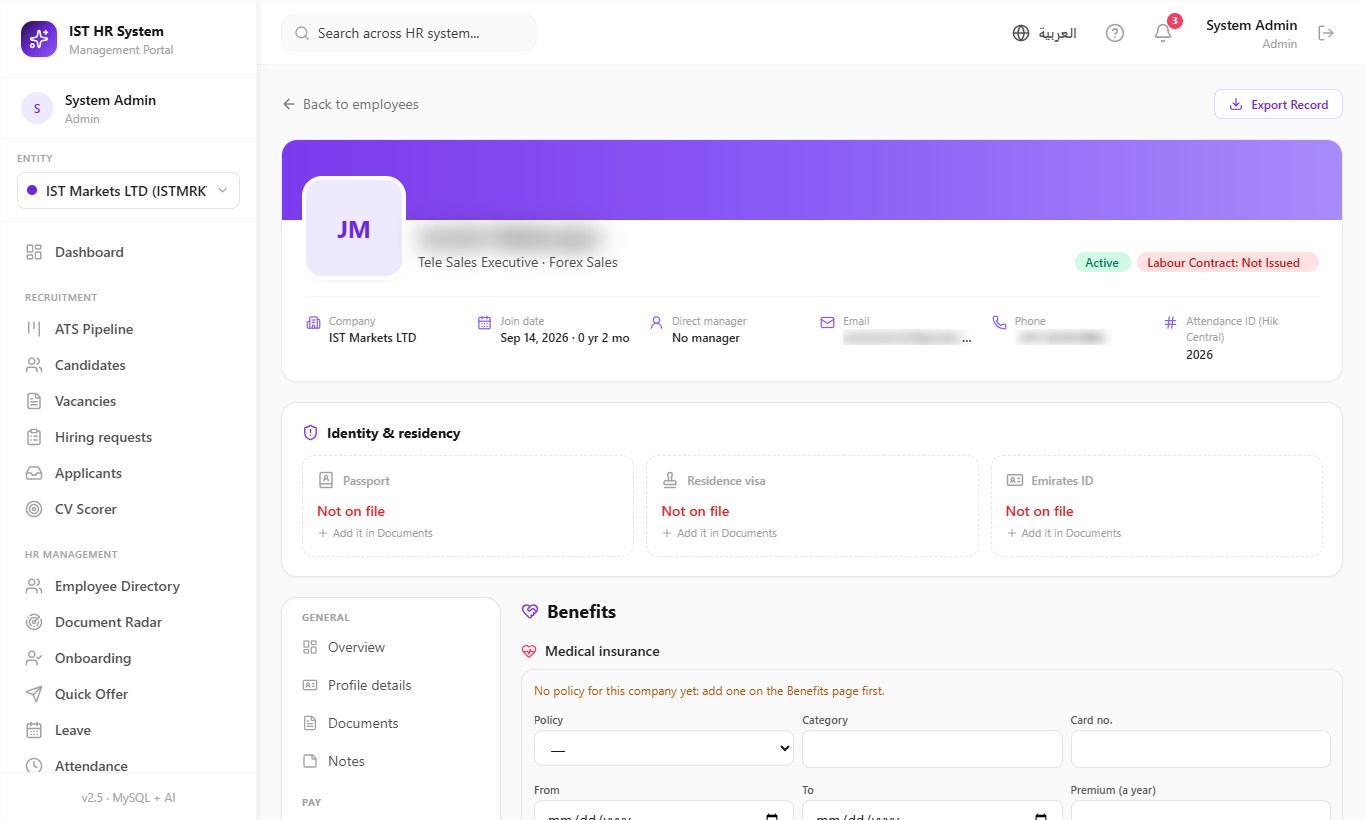 IST HR System
Management Portal
S
System Admin
Admin
ENTITY
IST Markets LTD (ISTMRK
Dashboard
RECRUITMENT
ATS Pipeline
Candidates
Vacancies
Hiring requests
Applicants
CV Scorer
HR MANAGEMENT
Employee Directory
Document Radar
Onboarding
Quick Offer
Leave
Attendance
v2.5 · MySQL + AI
Search across HR system...
العربية
3
System Admin
Admin
Back to employees
Export Record
JM
Tele Sales Executive · Forex Sales
Active
Labour Contract: Not Issued
Company
IST Markets LTD
Join date
Sep 14, 2026 · 0 yr 2 mo
Direct manager
No manager
Email
...
Phone
Attendance ID (Hik Central)
2026
Identity & residency
Passport
Not on file
+ Add it in Documents
Residence visa
Not on file
+ Add it in Documents
Emirates ID
Not on file
+ Add it in Documents
GENERAL
Overview
Profile details
Documents
Notes
PAY
Benefits
Medical insurance
No policy for this company yet: add one on the Benefits page first.
Policy
—
Category
Card no.
From
mm/dd/yyyy
To
mm/dd/yyyy
Premium (a year)